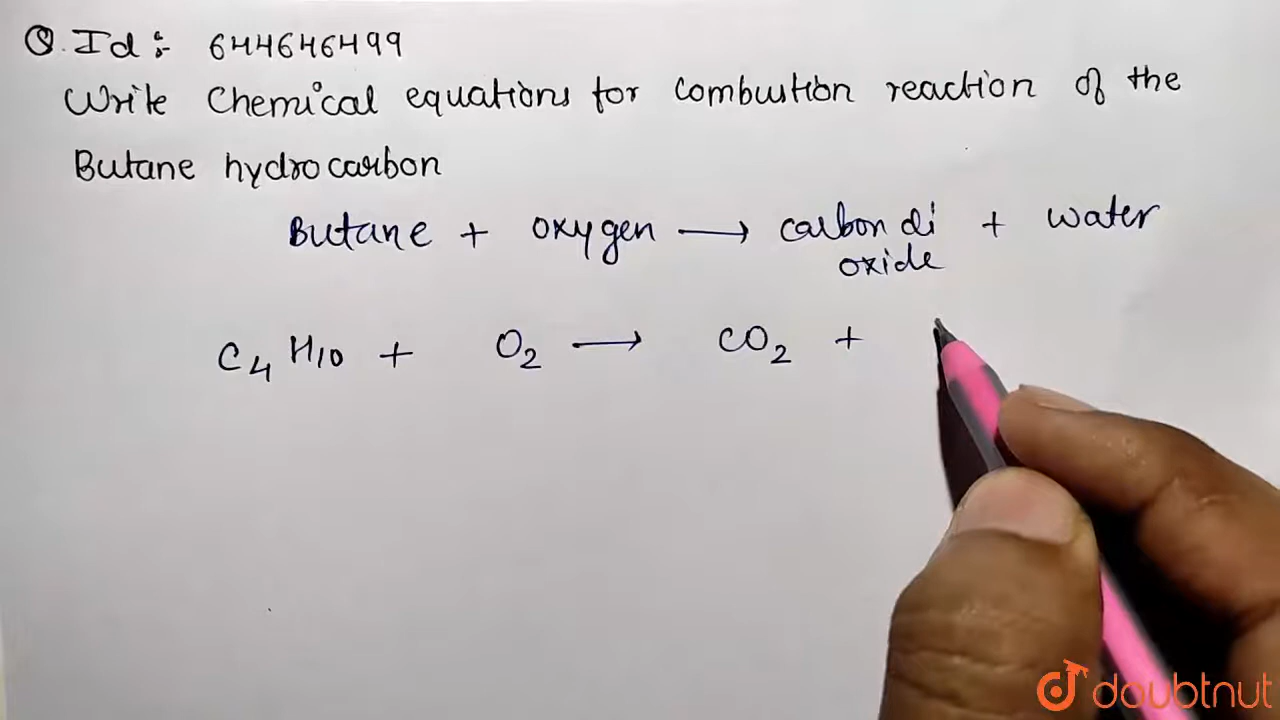 Q. Id :- 644646499
Write Chemical equations for combustion reaction of the
Butane hydrocarbon
Butane + oxygen → carbon di + water
oxide
C₄H₁₀ + O₂ → CO₂ +
doubtnut